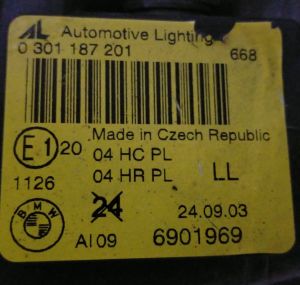 AL Automotive Lighting
0 301 187 201 668
Made in Czech Republic
E1 20 04 HC PL
1126 04 HR PL LL
24 24.09.03
BMW AI 09 6901969